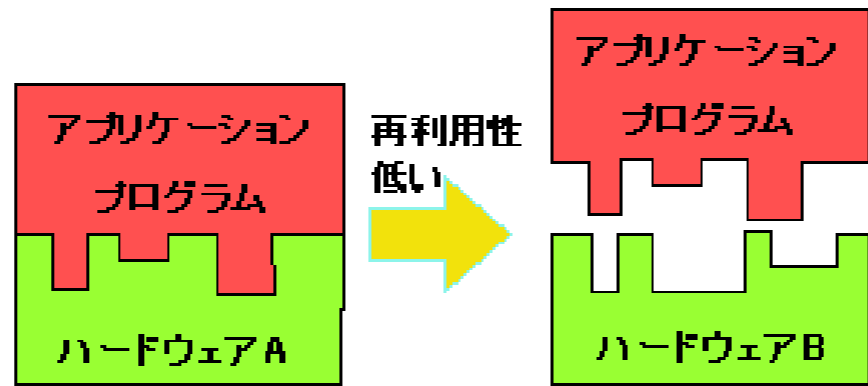 アプリケーション
プログラム
ハードウェアA
再利用性
低い
アプリケーション
プログラム
ハードウェアB